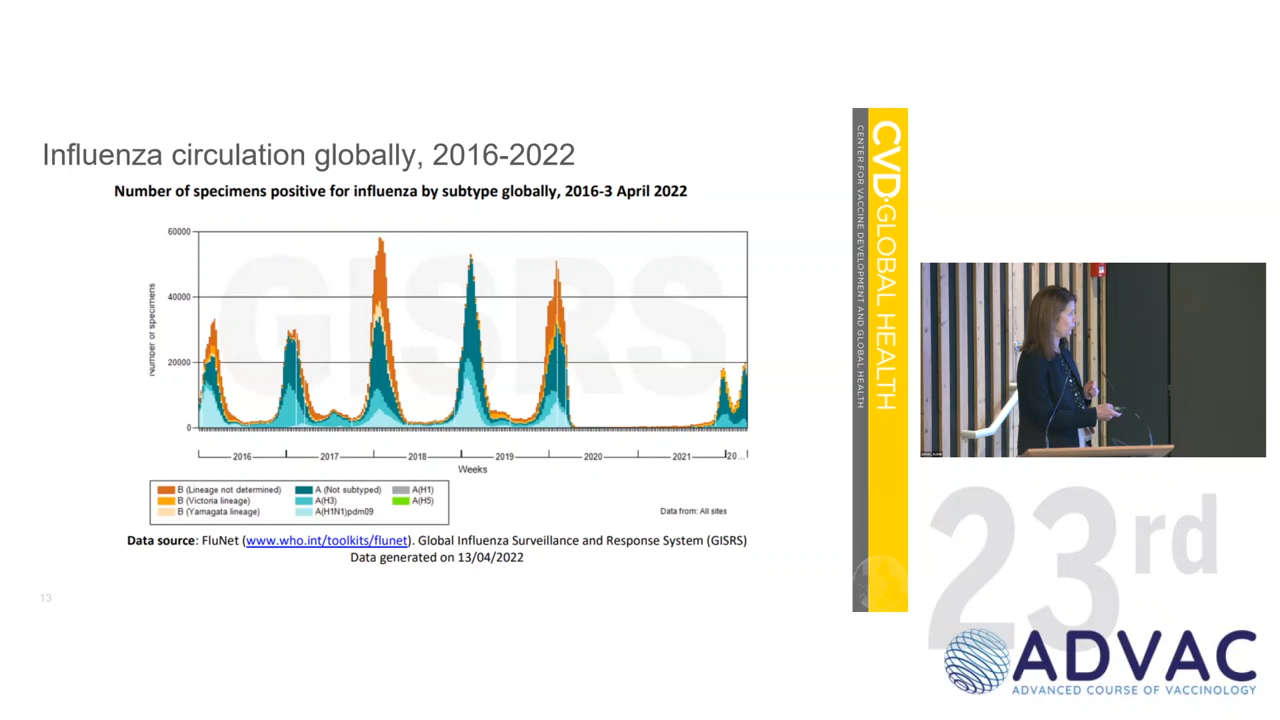 Influenza circulation globally, 2016-2022
Number of specimens positive for influenza by subtype globally, 2016-3 April 2022
GISRS
Number of specimens
60000
40000
20000
0
2016 2017 2018 2019 2020 2021 20...
Weeks
B (Lineage not determined) A (Not subtyped) A(H1)
B (Victoria lineage) A(H3) A(H5)
B (Yamagata lineage) A(H1N1)pdm09
Data from: All sites
Data source: FluNet (www.who.int/toolkits/flunet). Global Influenza Surveillance and Response System (GISRS)
Data generated on 13/04/2022
13
CVD·GLOBAL HEALTH
CENTER FOR VACCINE DEVELOPMENT AND GLOBAL HEALTH
23rd
ADVAC
ADVANCED COURSE OF VACCINOLOGY